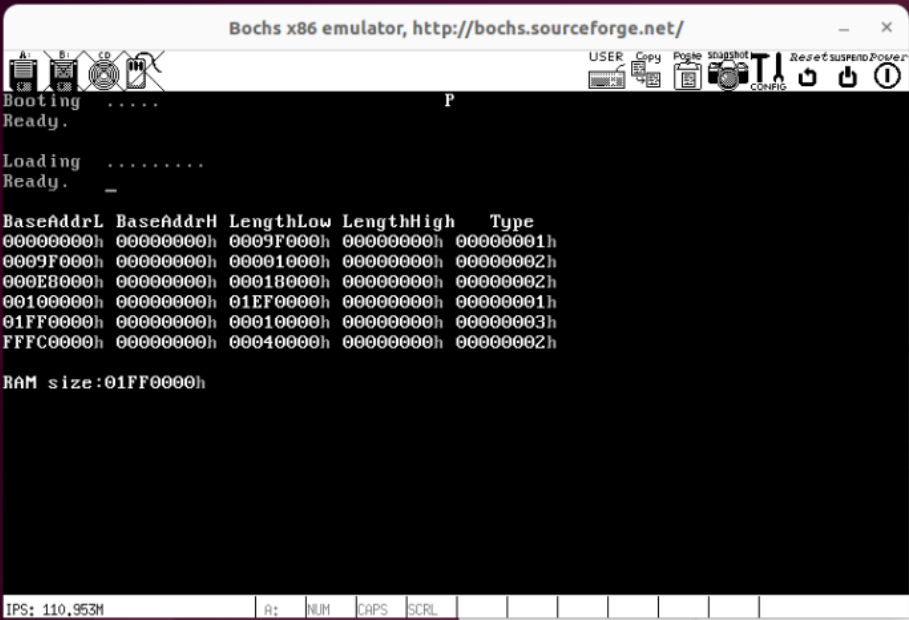 Bochs x86 emulator, http://bochs.sourceforge.net/
A: B: CD USER Copy Paste snapshot CONFIG Reset SUSPEND Power
Booting ..... P
Ready.
Loading .........
Ready. _
BaseAddrL BaseAddrH LengthLow LengthHigh Type
00000000h 00000000h 0009F000h 00000000h 00000001h
0009F000h 00000000h 00001000h 00000000h 00000002h
000E8000h 00000000h 00018000h 00000000h 00000002h
00100000h 00000000h 01EF0000h 00000000h 00000001h
01FF0000h 00000000h 00010000h 00000000h 00000003h
FFFC0000h 00000000h 00040000h 00000000h 00000002h
RAM size:01FF0000h
IPS: 110.953M A: NUM CAPS SCRL